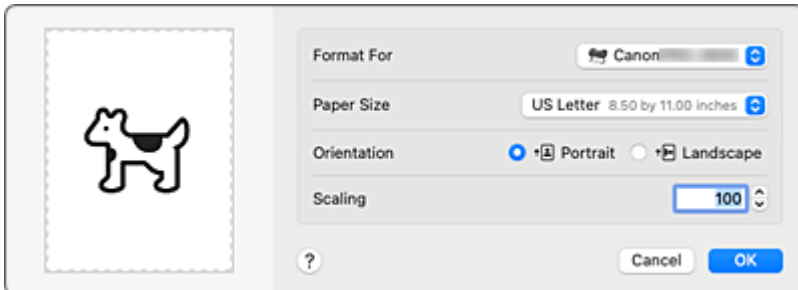 Format For Canon
Paper Size US Letter 8.50 by 11.00 inches
Orientation Portrait Landscape
Scaling 100
? Cancel OK